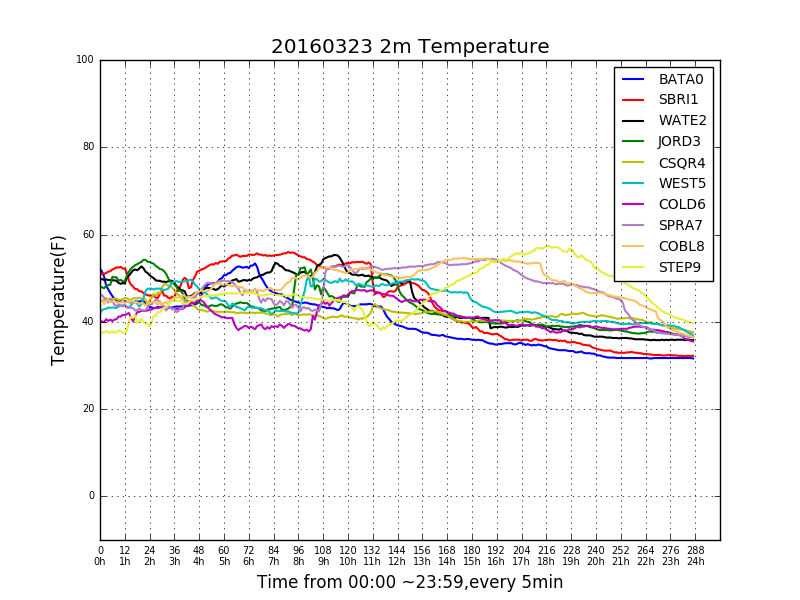 20160323 2m Temperature
100
80
60
40
20
0
Temperature(F)
BATA0
SBRI1
WATE2
JORD3
CSQR4
WEST5
COLD6
SPRA7
COBL8
STEP9
0 12 24 36 48 60 72 84 96 108 120 132 144 156 168 180 192 204 216 228 240 252 264 276 288
0h 1h 2h 3h 4h 5h 6h 7h 8h 9h 10h 11h 12h 13h 14h 15h 16h 17h 18h 19h 20h 21h 22h 23h 24h
Time from 00:00 ~23:59,every 5min